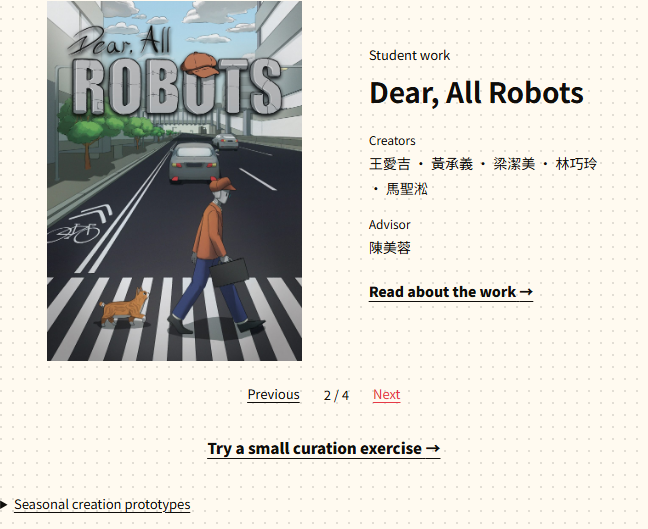 Dear, All
ROBOTS
Student work
Dear, All Robots
Creators
王愛吉 · 黃承義 · 梁潔美 · 林巧玲
· 馬聖淞
Advisor
陳美蓉
Read about the work →
Previous 2 / 4 Next
Try a small curation exercise →
▶ Seasonal creation prototypes